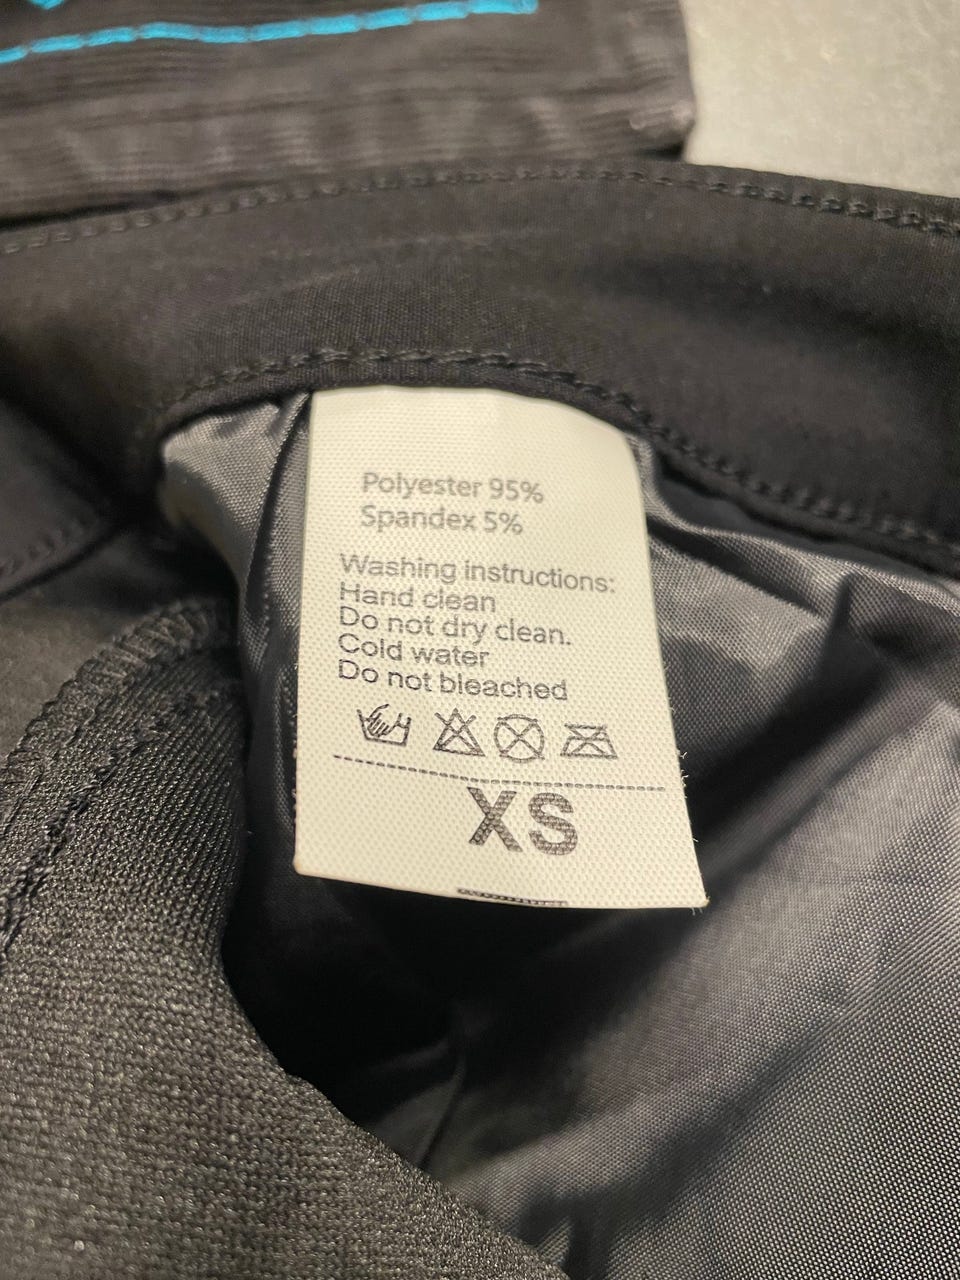 Polyester 95%
Spandex 5%
Washing instructions:
Hand clean
Do not dry clean.
Cold water
Do not bleached
XS